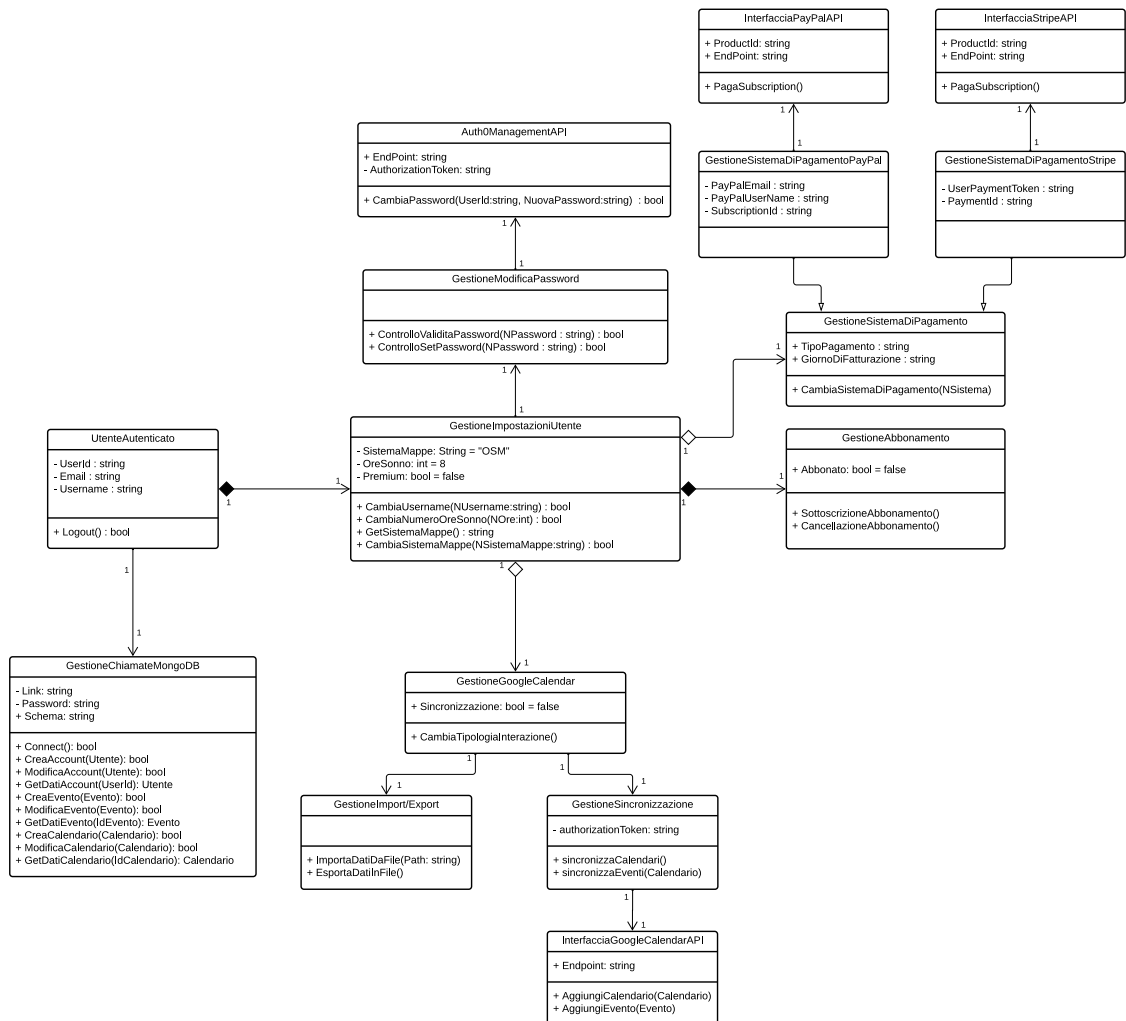 InterfacciaPayPalAPI
+ ProductId: string
+ EndPoint: string
+ PagaSubscription()
1
1
InterfacciaStripeAPI
+ ProductId: string
+ EndPoint: string
+ PagaSubscription()
1
1
Auth0ManagementAPI
+ EndPoint: string
- AuthorizationToken: string
+ CambiaPassword(UserId:string, NuovaPassword:string) : bool
1
1
GestioneSistemaDiPagamentoPayPal
- PayPalEmail : string
- PayPalUserName : string
- SubscriptionId : string
GestioneSistemaDiPagamentoStripe
- UserPaymentToken : string
- PaymentId : string
GestioneModificaPassword
+ ControlloValiditaPassword(NPassword : string) : bool
+ ControlloSetPassword(NPassword : string) : bool
1
1
GestioneSistemaDiPagamento
+ TipoPagamento : string
+ GiornoDiFatturazione : string
+ CambiaSistemaDiPagamento(NSistema)
1
1
UtenteAutenticato
- UserId : string
- Email : string
- Username : string
+ Logout() : bool
1
1
GestioneImpostazioniUtente
- SistemaMappe: String = "OSM"
- OreSonno: int = 8
- Premium: bool = false
+ CambiaUsername(NUsername:string) : bool
+ CambiaNumeroOreSonno(NOre:int) : bool
+ GetSistemaMappe() : string
+ CambiaSistemaMappe(NSistemaMappe:string) : bool
1
1
GestioneAbbonamento
+ Abbonato: bool = false
+ SottoscrizioneAbbonamento()
+ CancellazioneAbbonamento()
1
1
1
1
GestioneChiamateMongoDB
- Link: string
- Password: string
+ Schema: string
+ Connect(): bool
+ CreaAccount(Utente): bool
+ ModificaAccount(Utente): bool
+ GetDatiAccount(UserId): Utente
+ CreaEvento(Evento): bool
+ ModificaEvento(Evento): bool
+ GetDatiEvento(IdEvento): Evento
+ CreaCalendario(Calendario): bool
+ ModificaCalendario(Calendario): bool
+ GetDatiCalendario(IdCalendario): Calendario
GestioneGoogleCalendar
+ Sincronizzazione: bool = false
+ CambiaTipologiaInterazione()
1
1
1
1
GestioneImport/Export
+ ImportaDatiDaFile(Path: string)
+ EsportaDatiInFile()
GestioneSincronizzazione
- authorizationToken: string
+ sincronizzaCalendari()
+ sincronizzaEventi(Calendario)
1
1
InterfacciaGoogleCalendarAPI
+ Endpoint: string
+ AggiungiCalendario(Calendario)
+ AggiungiEvento(Evento)